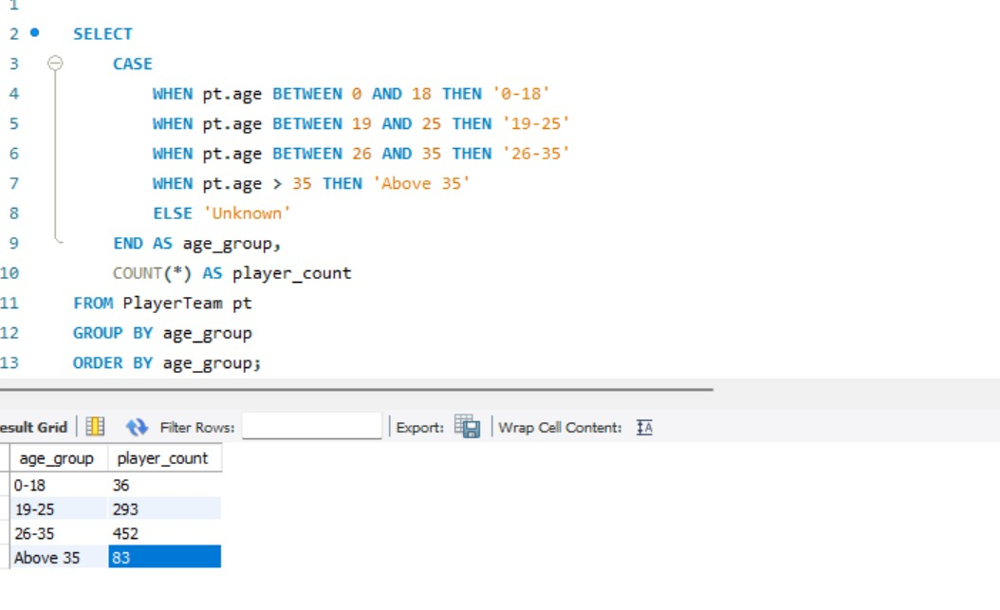 1
2 SELECT
3 CASE
4 WHEN pt.age BETWEEN 0 AND 18 THEN '0-18'
5 WHEN pt.age BETWEEN 19 AND 25 THEN '19-25'
6 WHEN pt.age BETWEEN 26 AND 35 THEN '26-35'
7 WHEN pt.age > 35 THEN 'Above 35'
8 ELSE 'Unknown'
9 END AS age_group,
10 COUNT(*) AS player_count
11 FROM PlayerTeam pt
12 GROUP BY age_group
13 ORDER BY age_group;
esult Grid Filter Rows: Export: Wrap Cell Content: IA
age_group player_count
0-18 36
19-25 293
26-35 452
Above 35 83